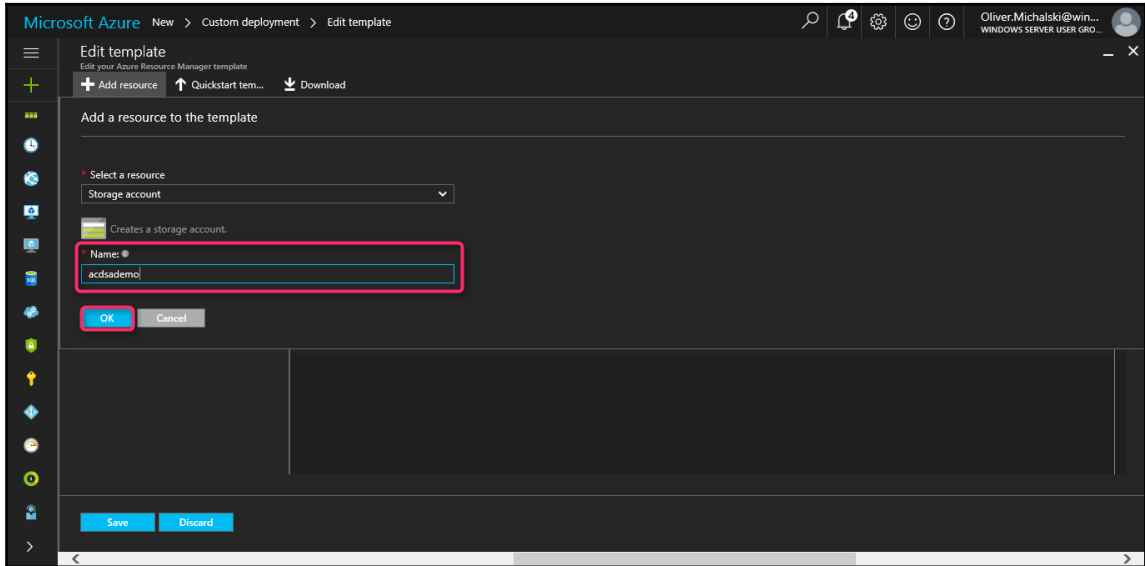 Microsoft Azure New > Custom deployment > Edit template
4
Oliver.Michalski@win...
WINDOWS SERVER USER GRO...
Edit template
Edit your Azure Resource Manager template
Add resource Quickstart tem... Download
Add a resource to the template
* Select a resource
Storage account
Creates a storage account.
* Name:
acdsademo
OK Cancel
SQL
Save Discard